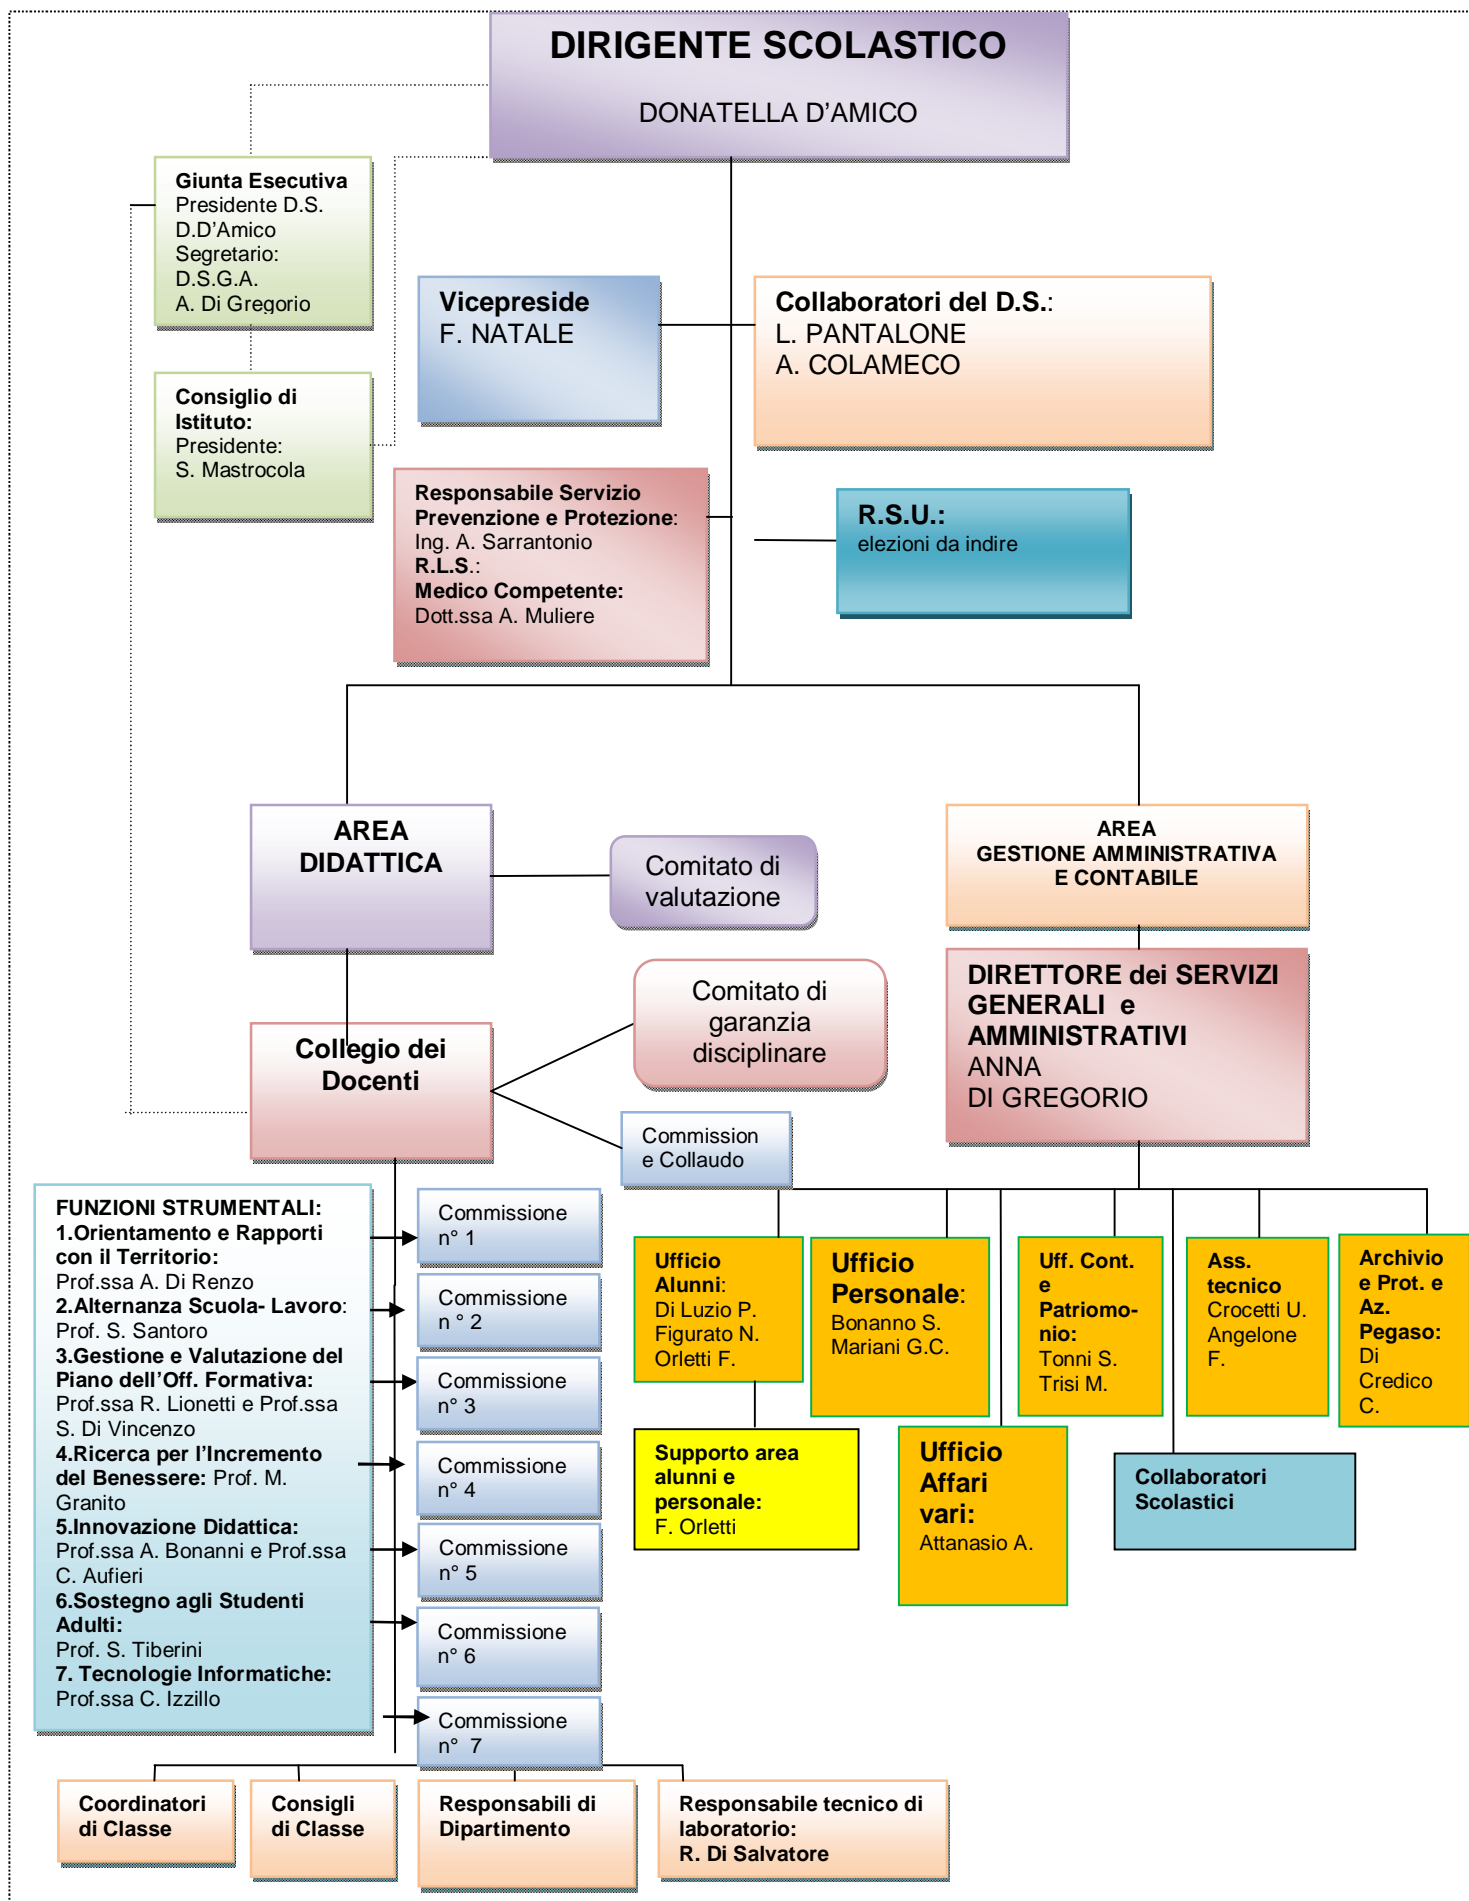 DIRIGENTE SCOLASTICO
DONATELLA D'AMICO
Giunta Esecutiva
Presidente D.S.
D.D'Amico
Segretario:
D.S.G.A.
A. Di Gregorio
Vicepreside
F. NATALE
Collaboratori del D.S.:
L. PANTALONE
A. COLAMECO
Consiglio di
Istituto:
Presidente:
S. Mastrocola
Responsabile Servizio
Prevenzione e Protezione:
Ing. A. Sarrantonio
R.L.S.:
Medico Competente:
Dott.ssa A. Muliere
R.S.U.:
elezioni da indire
AREA
DIDATTICA
Comitato di
valutazione
AREA
GESTIONE AMMINISTRATIVA
E CONTABILE
Collegio dei
Docenti
Comitato di
garanzia
disciplinare
DIRETTORE dei SERVIZI
GENERALI e
AMMINISTRATIVI
ANNA
DI GREGORIO
Commission
e Collaudo
FUNZIONI STRUMENTALI:
1.Orientamento e Rapporti
con il Territorio:
Prof.ssa A. Di Renzo
2.Alternanza Scuola- Lavoro:
Prof. S. Santoro
3.Gestione e Valutazione del
Piano dell'Off. Formativa:
Prof.ssa R. Lionetti e Prof.ssa
S. Di Vincenzo
4.Ricerca per l'Incremento
del Benessere: Prof. M.
Granito
5.Innovazione Didattica:
Prof.ssa A. Bonanni e Prof.ssa
C. Aufieri
6.Sostegno agli Studenti
Adulti:
Prof. S. Tiberini
7. Tecnologie Informatiche:
Prof.ssa C. Izzillo
Commissione
n° 1
Commissione
n ° 2
Commissione
n° 3
Commissione
n° 4
Commissione
n° 5
Commissione
n° 6
Commissione
n° 7
Ufficio
Alunni:
Di Luzio P.
Figurato N.
Orletti F.
Ufficio
Personale:
Bonanno S.
Mariani G.C.
Uff. Cont.
e
Patriomo-
nio:
Tonni S.
Trisi M.
Ass.
tecnico
Crocetti U.
Angelone
F.
Archivio
e Prot. e
Az.
Pegaso:
Di
Credico
C.
Supporto area
alunni e
personale:
F. Orletti
Ufficio
Affari
vari:
Attanasio A.
Collaboratori
Scolastici
Coordinatori
di Classe
Consigli
di Classe
Responsabili di
Dipartimento
Responsabile tecnico di
laboratorio:
R. Di Salvatore